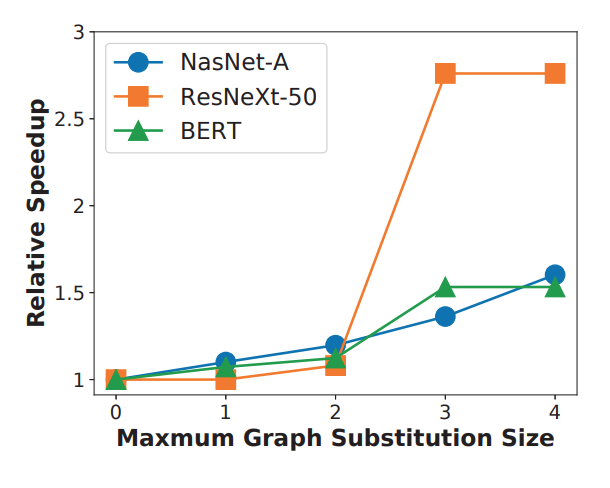 3
2.5
2
1.5
1
Relative Speedup
NasNet-A
ResNeXt-50
BERT
0 1 2 3 4
Maxmum Graph Substitution Size